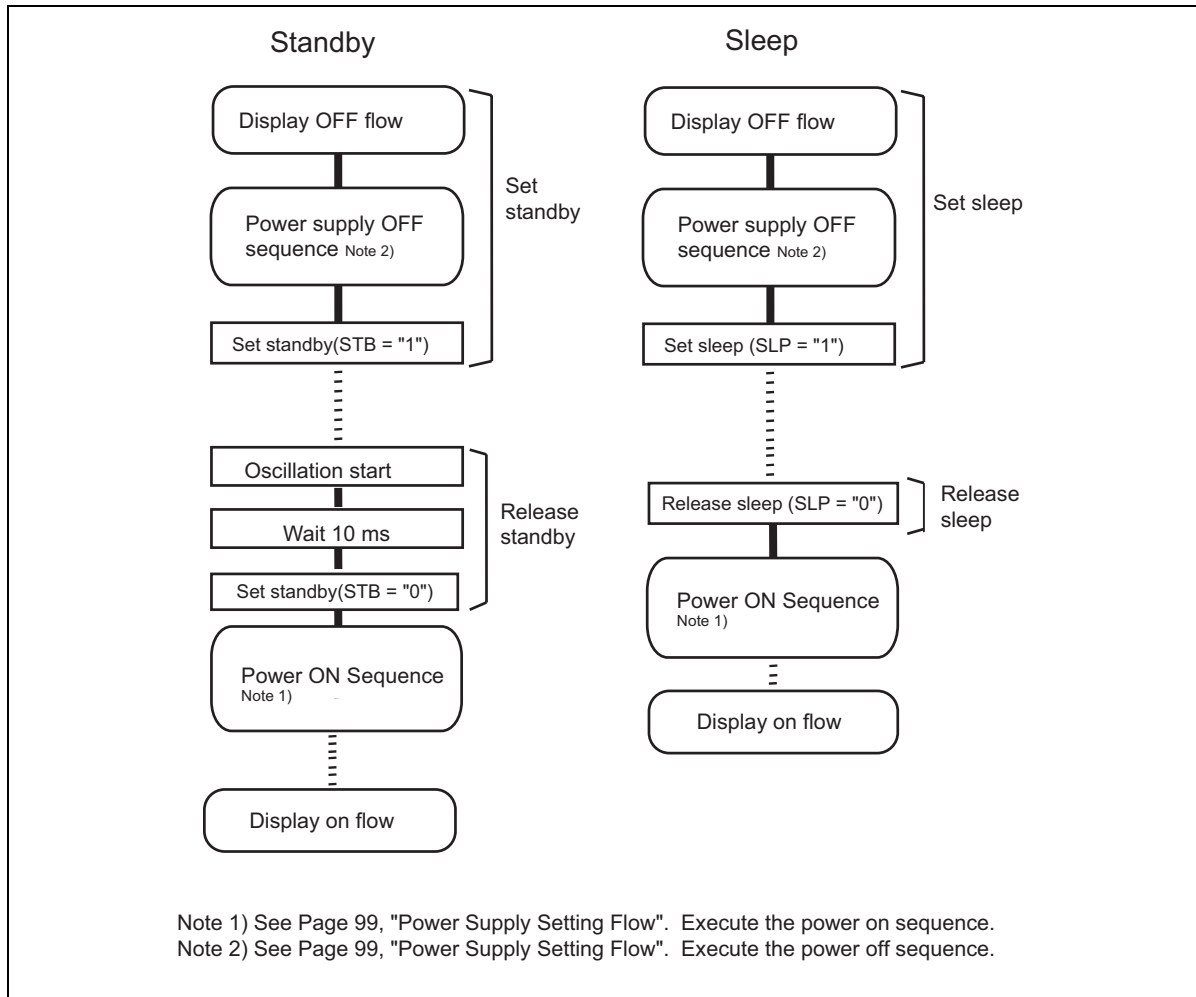 Standby
Display OFF flow
Power supply OFF
sequence Note 2)
Set standby(STB = "1")
Set
standby
Oscillation start
Wait 10 ms
Set standby(STB = "0")
Release
standby
Power ON Sequence
Note 1)
Display on flow
Sleep
Display OFF flow
Power supply OFF
sequence Note 2)
Set sleep (SLP = "1")
Set sleep
Release sleep (SLP = "0")
Release
sleep
Power ON Sequence
Note 1)
Display on flow
Note 1) See Page 99, "Power Supply Setting Flow".  Execute the power on sequence.
Note 2) See Page 99, "Power Supply Setting Flow".  Execute the power off sequence.